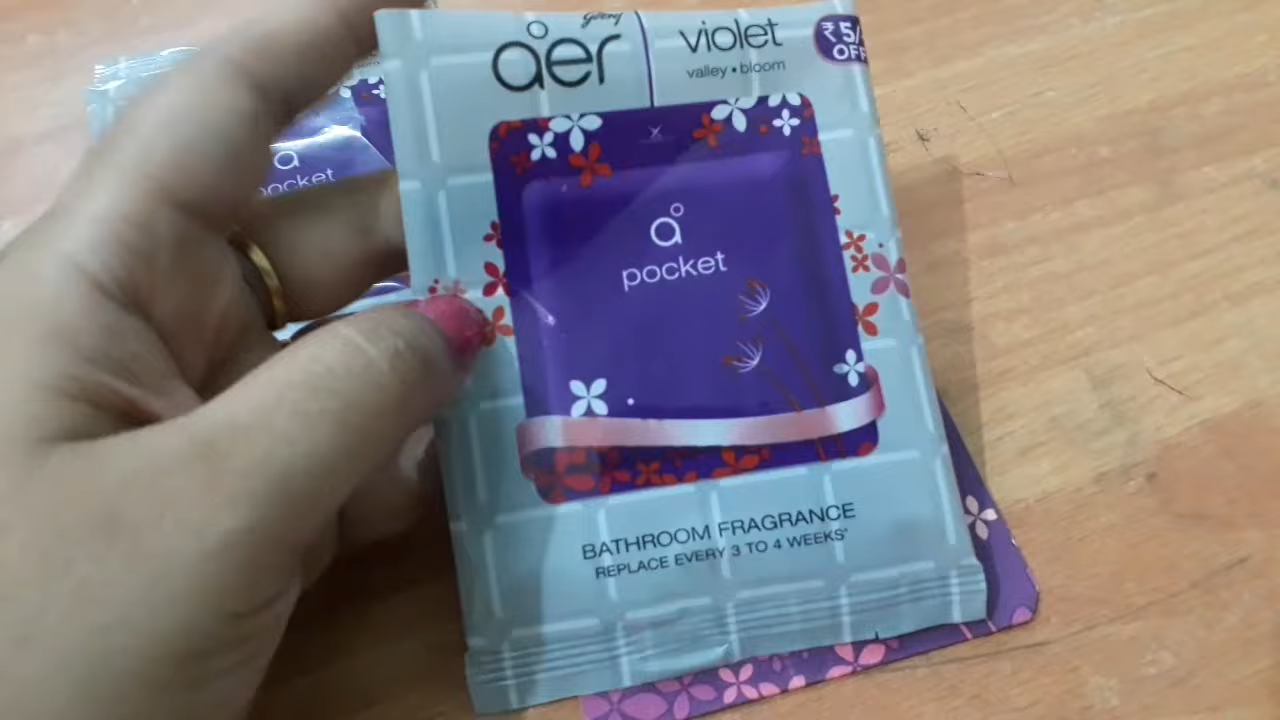 Godrej
aer
violet
valley • bloom
₹5/
OFF
a
pocket
BATHROOM FRAGRANCE
REPLACE EVERY 3 TO 4 WEEKS*
a
pocket